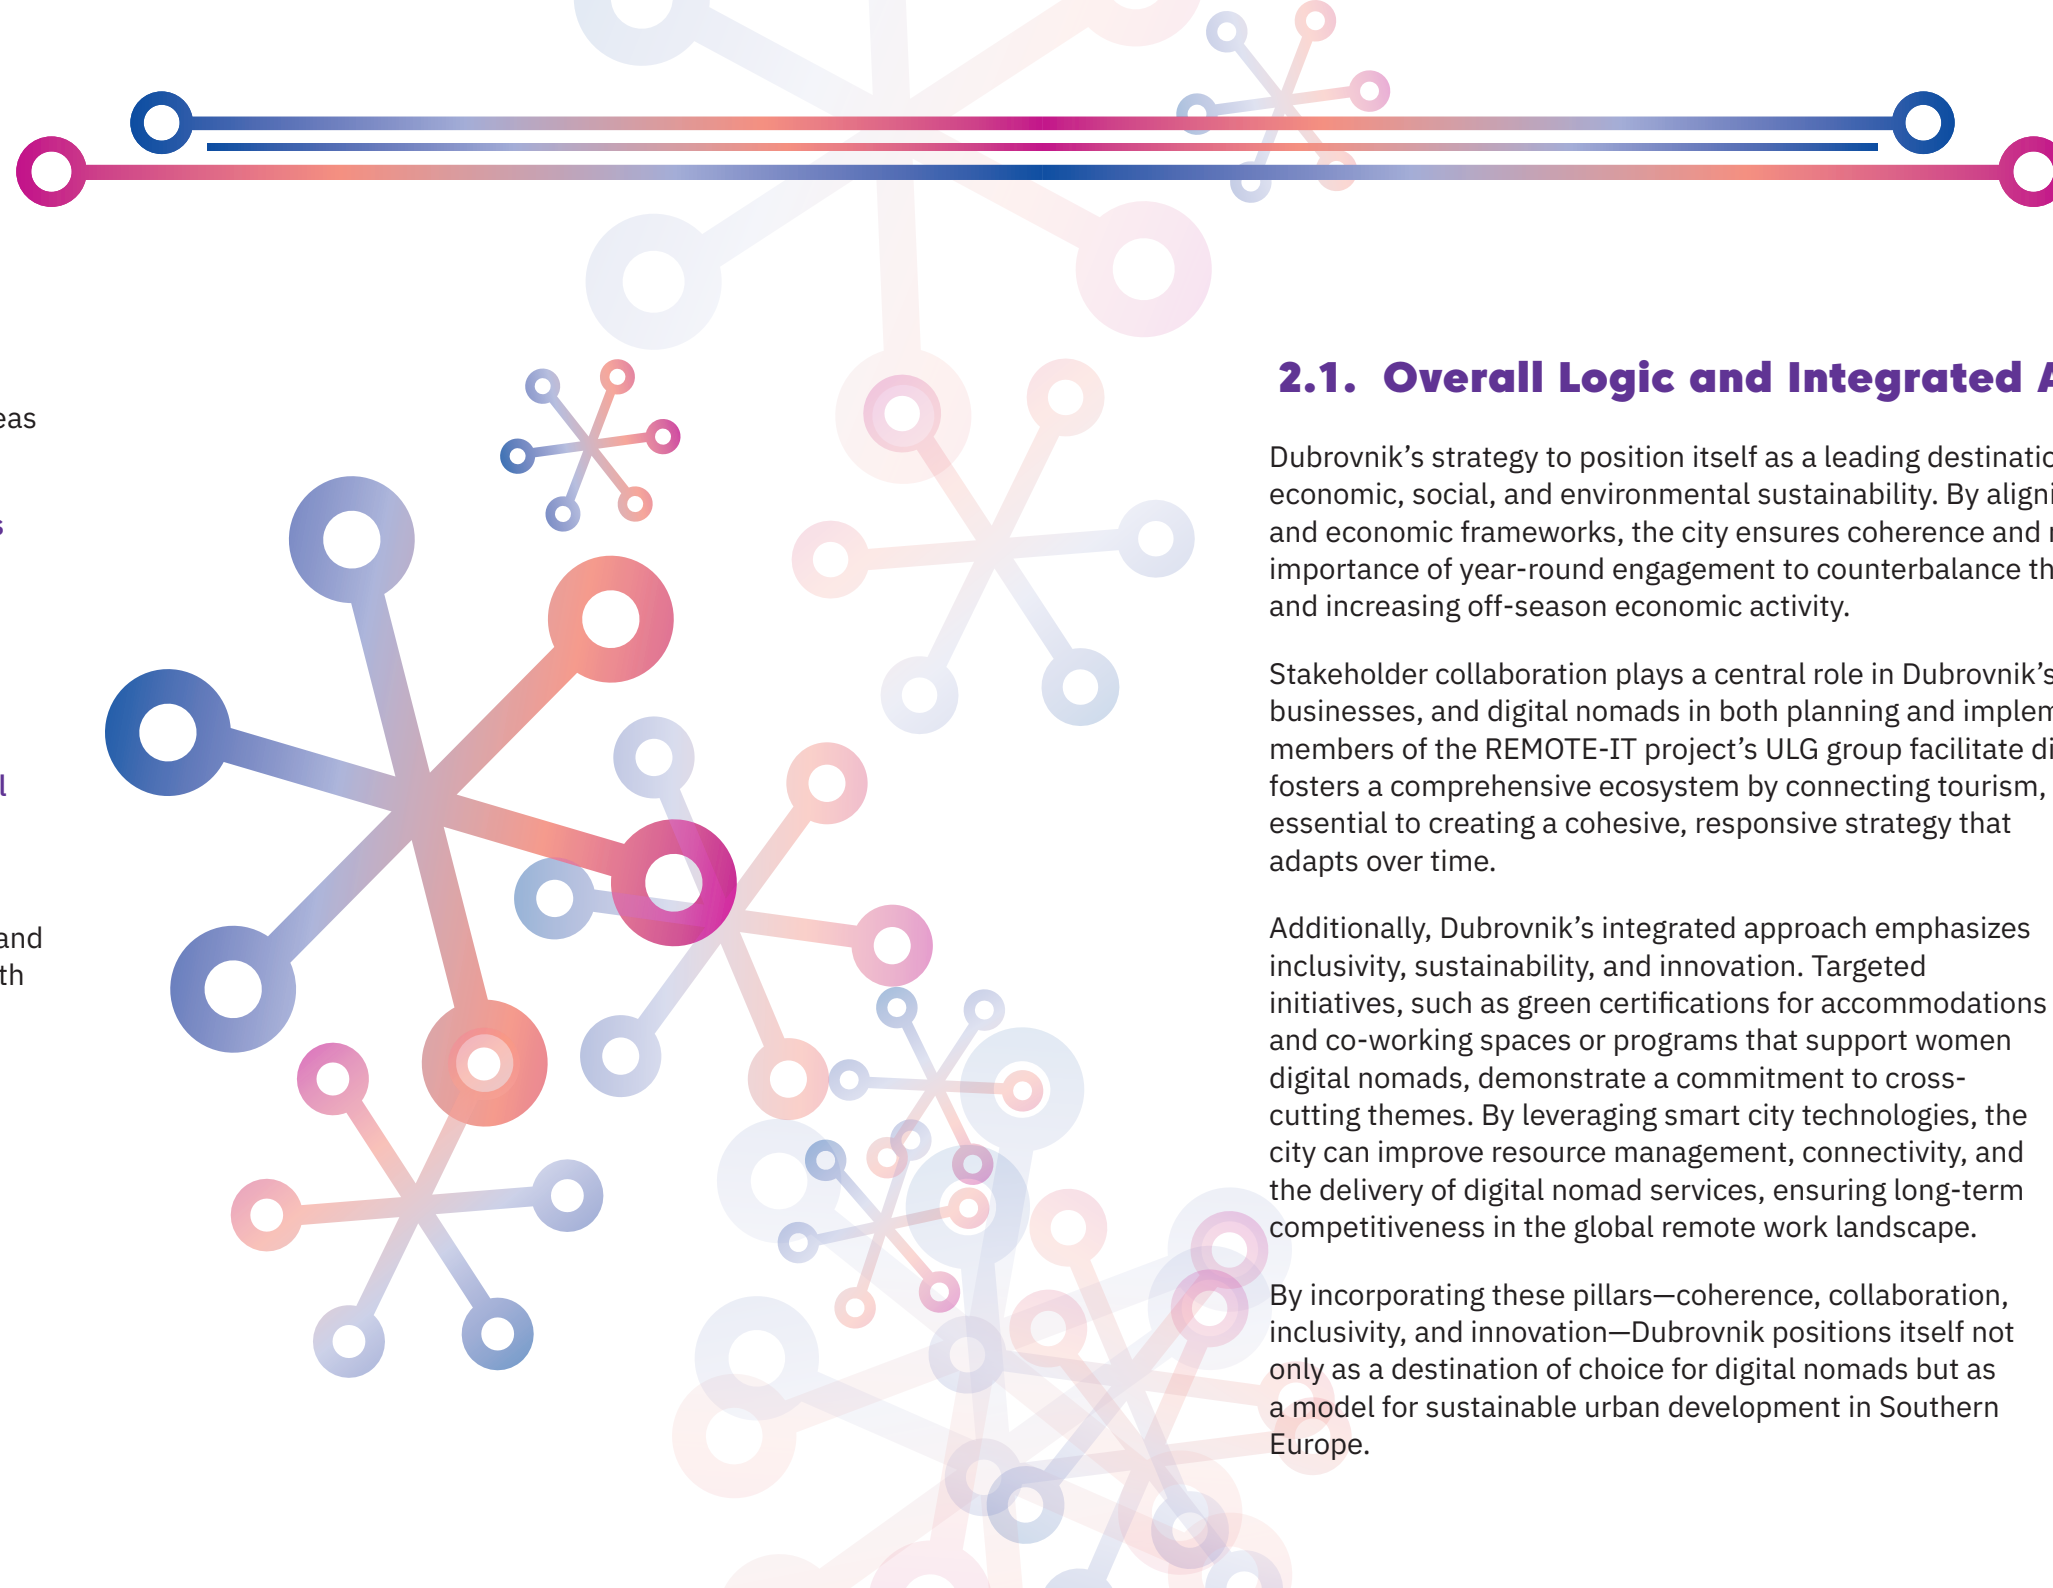 eas
s
l
and
th
2.1. Overall Logic and Integrated A
Dubrovnik’s strategy to position itself as a leading destinatio
economic, social, and environmental sustainability. By aligni
and economic frameworks, the city ensures coherence and r
importance of year-round engagement to counterbalance th
and increasing off-season economic activity.
Stakeholder collaboration plays a central role in Dubrovnik’s
businesses, and digital nomads in both planning and implem
members of the REMOTE-IT project’s ULG group facilitate di
fosters a comprehensive ecosystem by connecting tourism,
essential to creating a cohesive, responsive strategy that
adapts over time.
Additionally, Dubrovnik’s integrated approach emphasizes
inclusivity, sustainability, and innovation. Targeted
initiatives, such as green certifications for accommodations
and co-working spaces or programs that support women
digital nomads, demonstrate a commitment to cross-
cutting themes. By leveraging smart city technologies, the
city can improve resource management, connectivity, and
the delivery of digital nomad services, ensuring long-term
competitiveness in the global remote work landscape.
By incorporating these pillars—coherence, collaboration,
inclusivity, and innovation—Dubrovnik positions itself not
only as a destination of choice for digital nomads but as
a model for sustainable urban development in Southern
Europe.